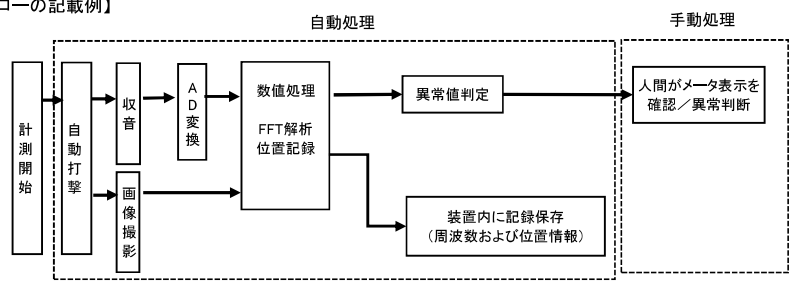 コーの記載例】
自動処理
手動処理
計測開始
自動打撃
収音
AD変換
数値処理
FFT解析
位置記録
異常値判定
人間がメータ表示を
確認／異常判断
画像撮影
装置内に記録保存
（周波数および位置情報）